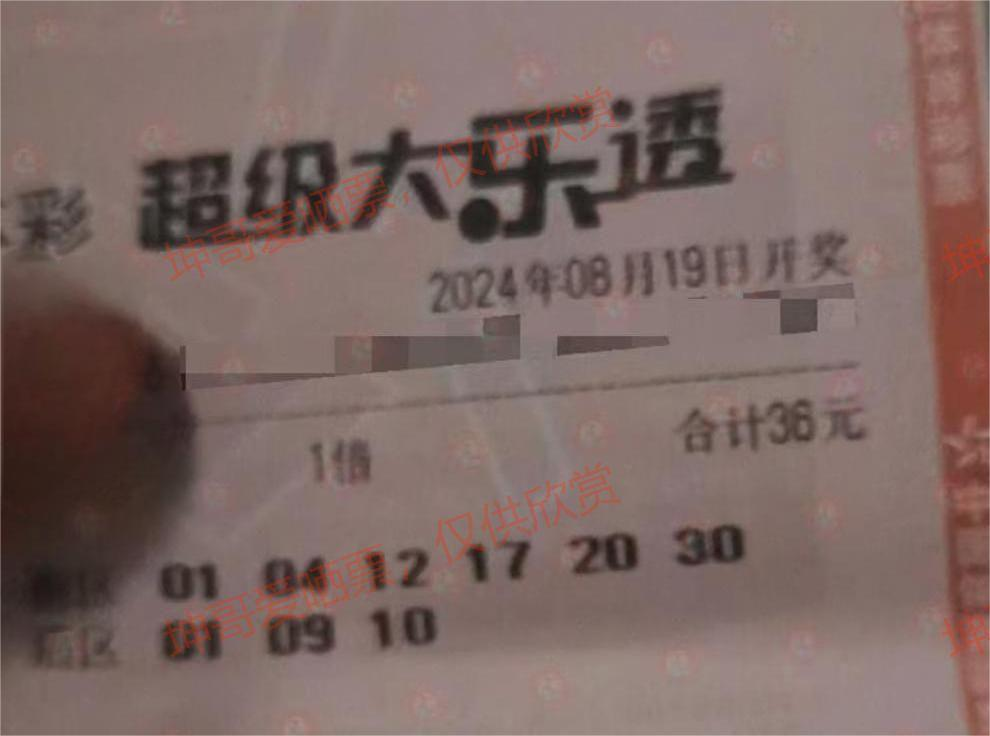 体彩 超级大乐透
2024年08月19日开奖
1倍 合计36元
01 04 12 17 20 30
后区 01 09 10
坤哥爱晒票，仅供欣赏
坤哥爱晒票，仅供欣赏
坤
坤